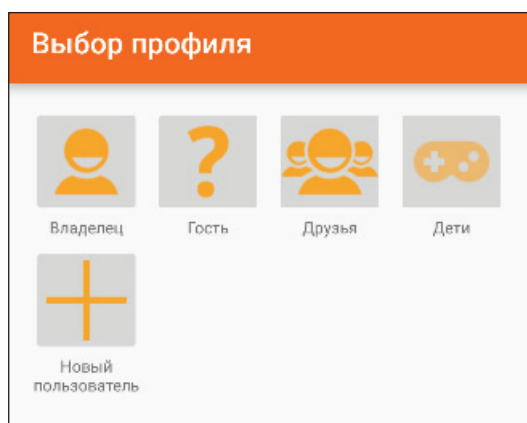 Выбор профиля
Владелец
Гость
Друзья
Дети
Новый
пользователь